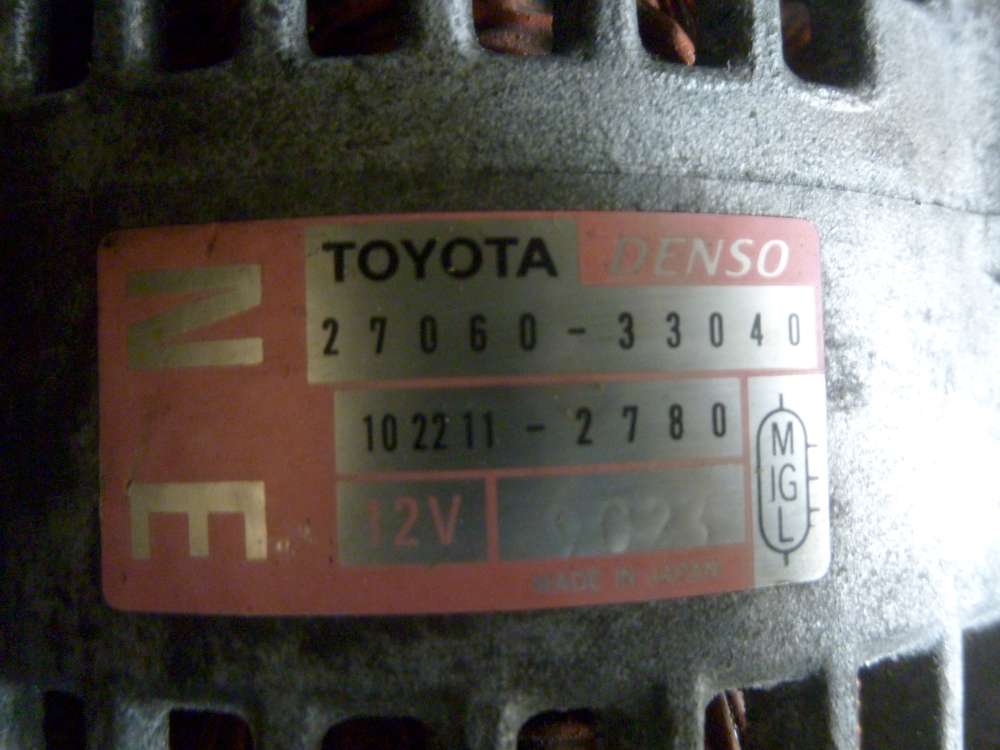 TOYOTA DENSO
27060-33040
102211-2780
12V
MADE IN JAPAN
N E
M
IG
L